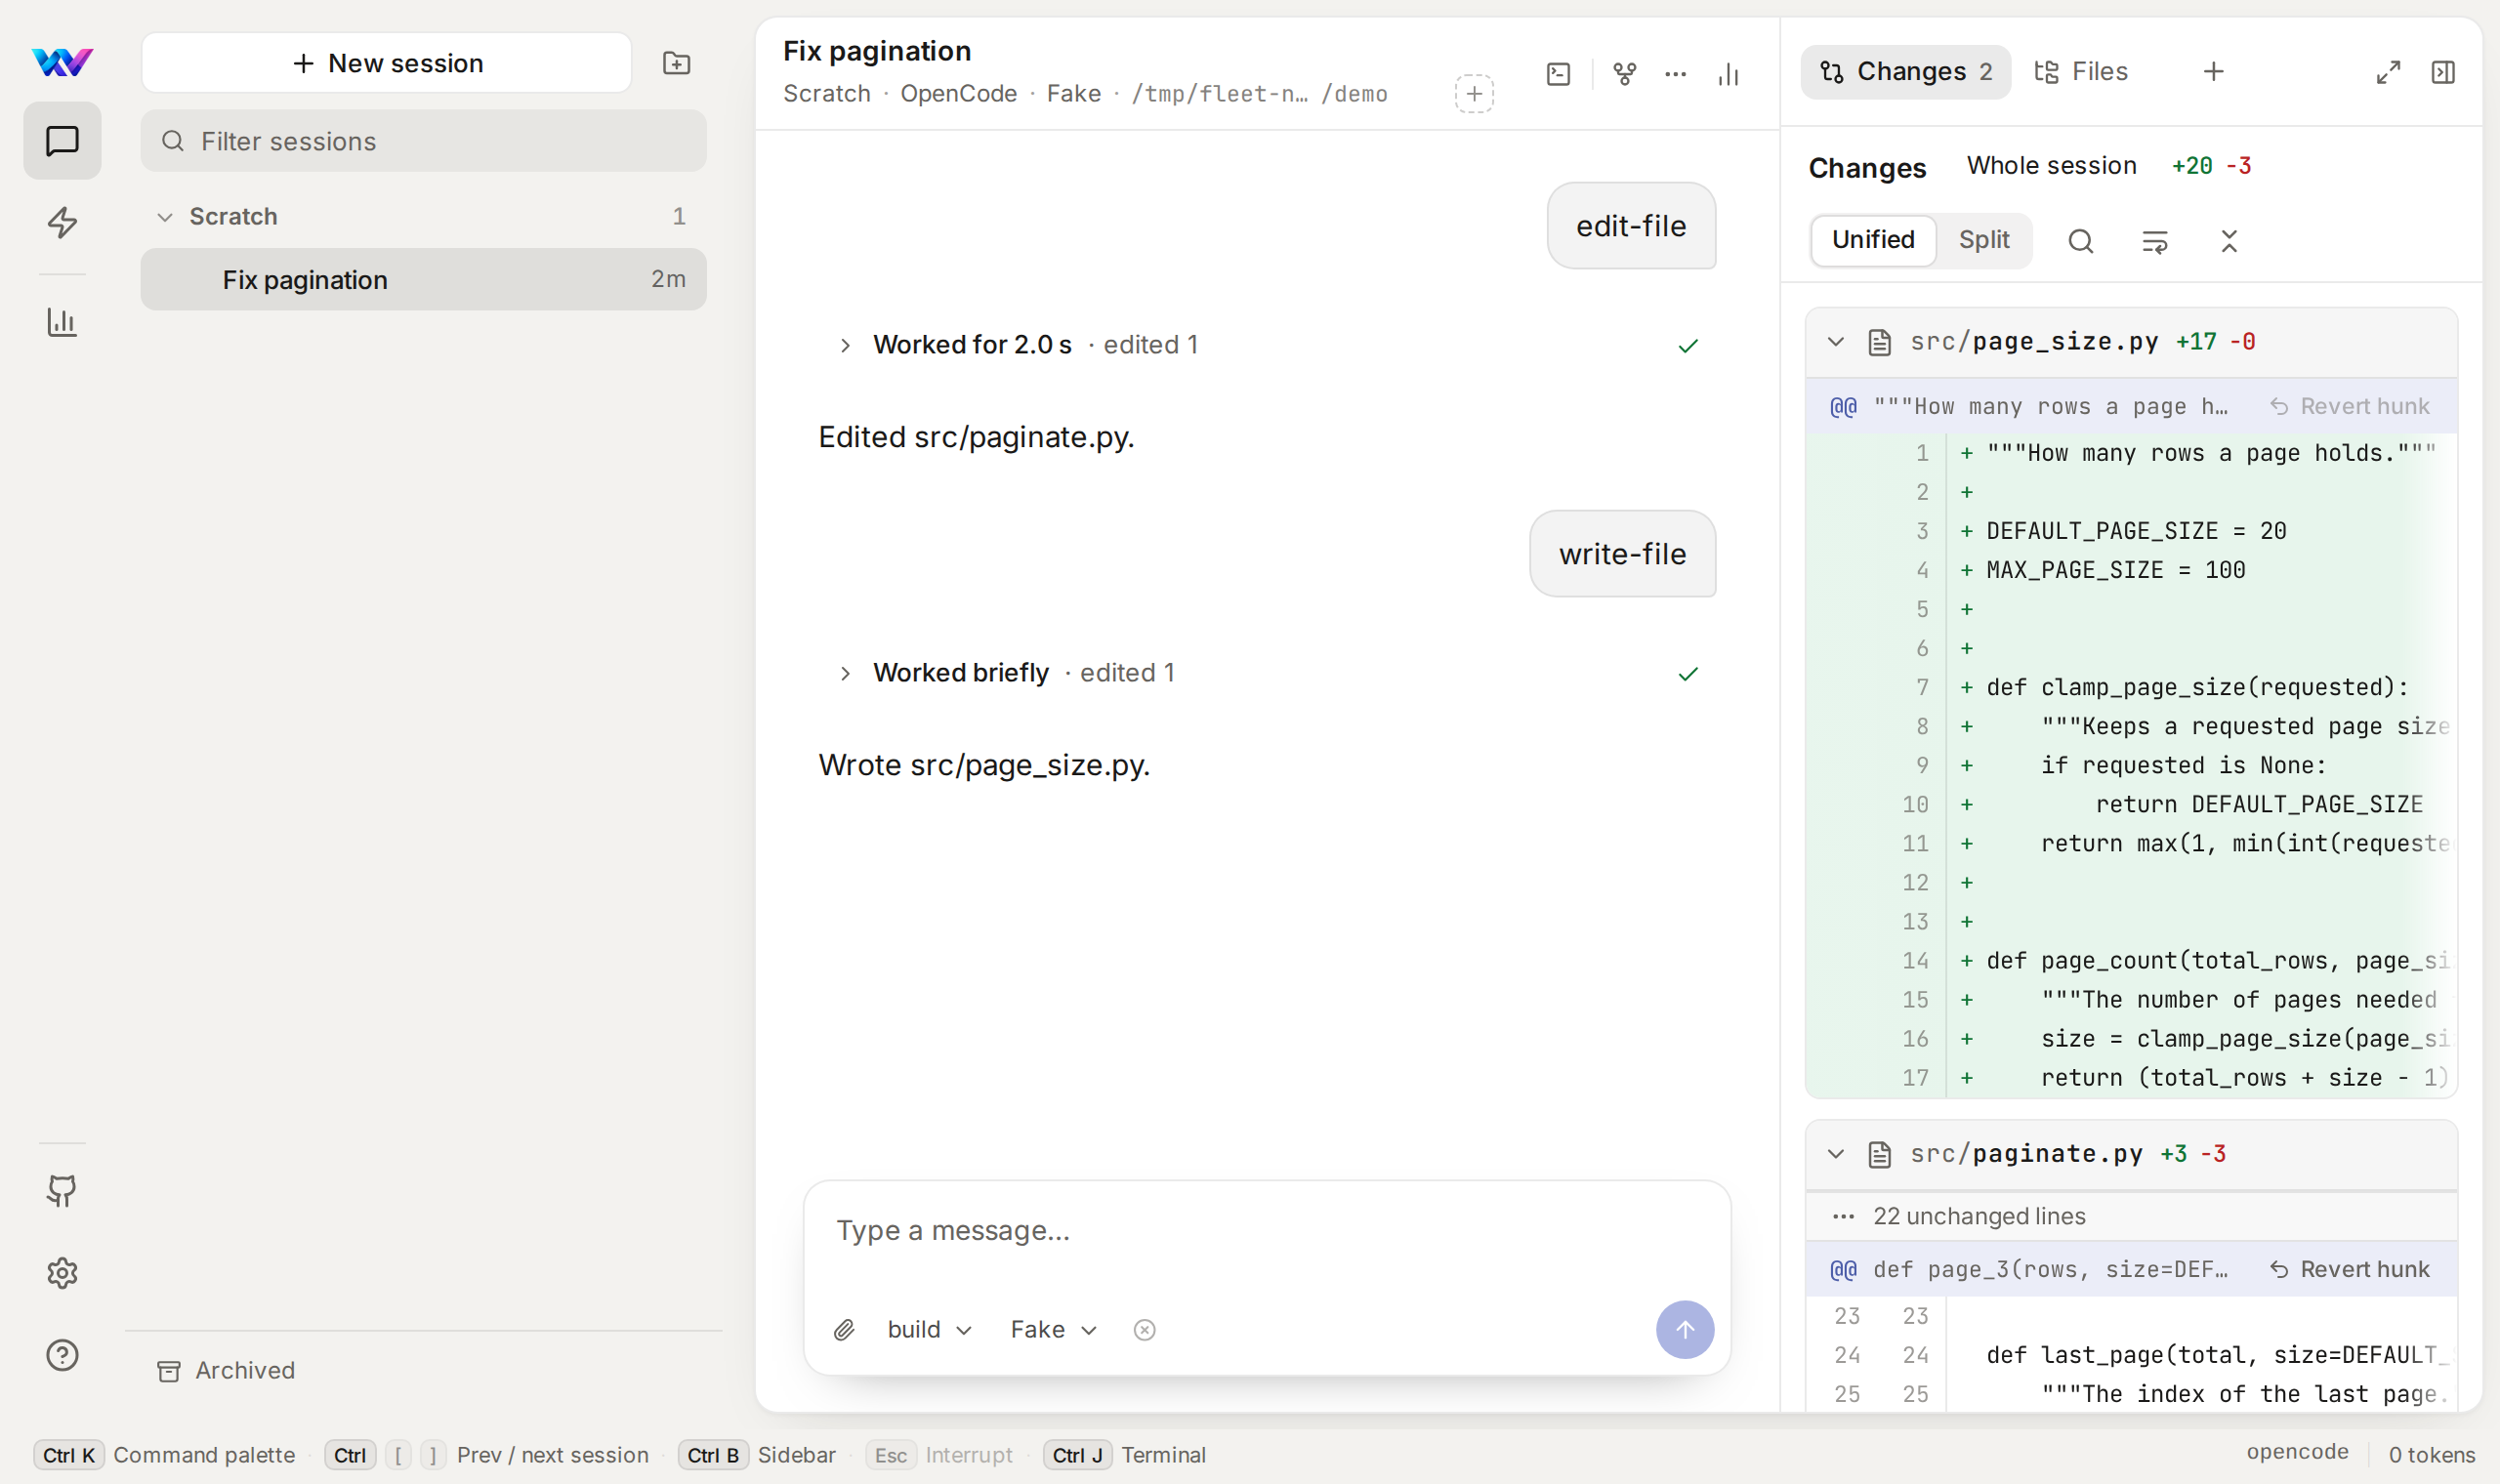 New session
Filter sessions
Scratch 1
Fix pagination 2m
Archived
Fix pagination
Scratch · OpenCode · Fake · /tmp/fleet-n… /demo
edit-file
Worked for 2.0 s · edited 1
Edited src/paginate.py.
write-file
Worked briefly · edited 1
Wrote src/page_size.py.
Type a message...
build Fake
Changes 2 Files
Changes Whole session +20 -3
Unified Split
src/page_size.py +17 -0
@@ """How many rows a page h… Revert hunk
1 + """How many rows a page holds."""
2 +
3 + DEFAULT_PAGE_SIZE = 20
4 + MAX_PAGE_SIZE = 100
5 +
6 +
7 + def clamp_page_size(requested):
8 + """Keeps a requested page size
9 + if requested is None:
10 + return DEFAULT_PAGE_SIZE
11 + return max(1, min(int(requested
12 +
13 +
14 + def page_count(total_rows, page_si
15 + """The number of pages needed
16 + size = clamp_page_size(page_si
17 + return (total_rows + size - 1)
src/paginate.py +3 -3
22 unchanged lines
@@ def page_3(rows, size=DEF… Revert hunk
23 23
24 24 def last_page(total, size=DEFAULT_
25 25 """The index of the last page.
Ctrl K Command palette · Ctrl [ ] Prev / next session · Ctrl B Sidebar · Esc Interrupt · Ctrl J Terminal
opencode 0 tokens